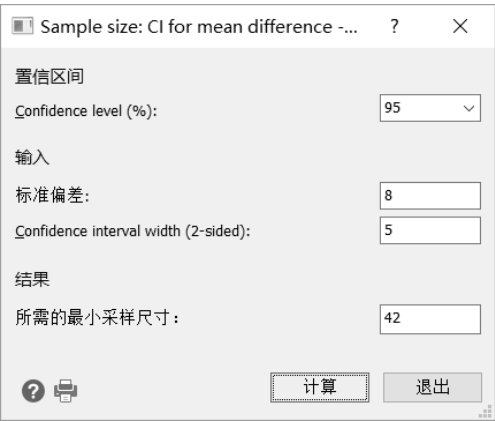 Sample size: CI for mean difference -... ? ×
置信区间
Confidence level (%): 95
输入
标准偏差: 8
Confidence interval width (2-sided): 5
结果
所需的最小采样尺寸： 42
? 计算 退出